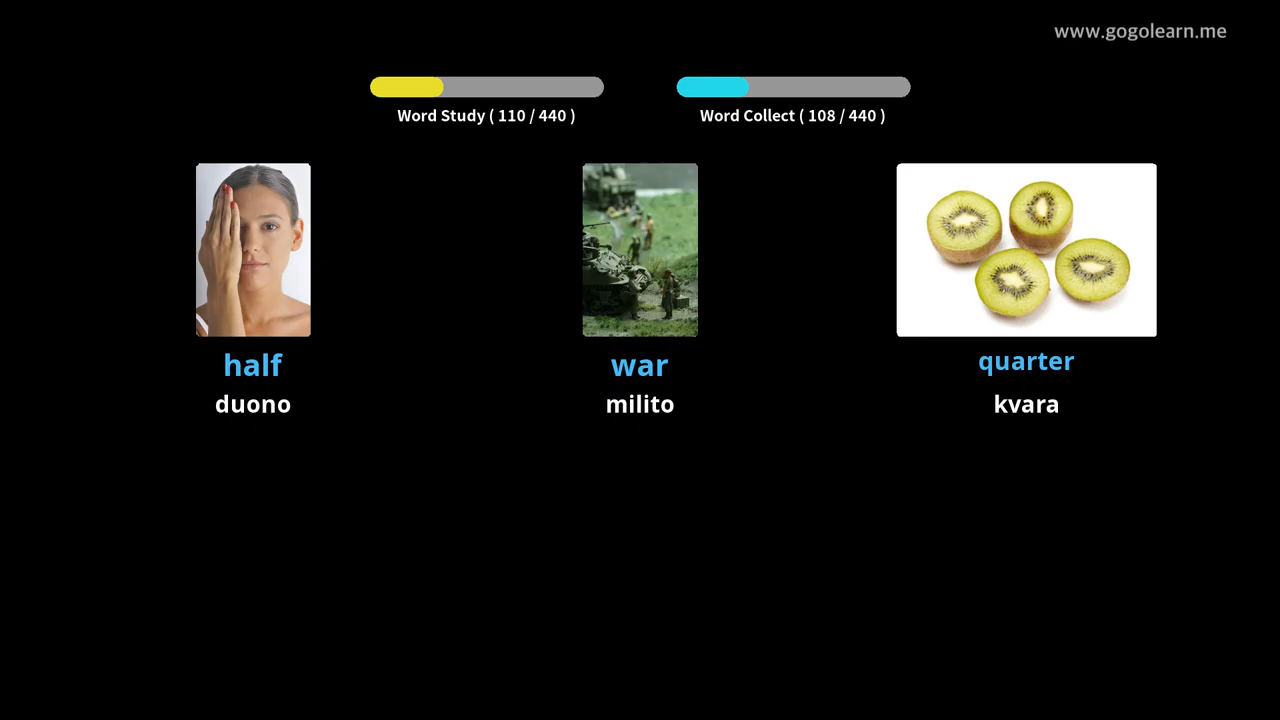 www.gogolearn.me
Word Study ( 110 / 440 )
Word Collect ( 108 / 440 )
half
duono
war
milito
quarter
kvara